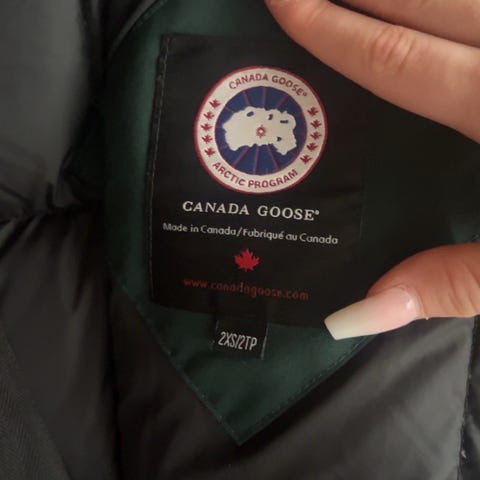 CANADA GOOSE®
ARCTIC PROGRAM
CANADA GOOSE®
Made in Canada/Fabriqué au Canada
www.canadagoose.com
2XS/2TP